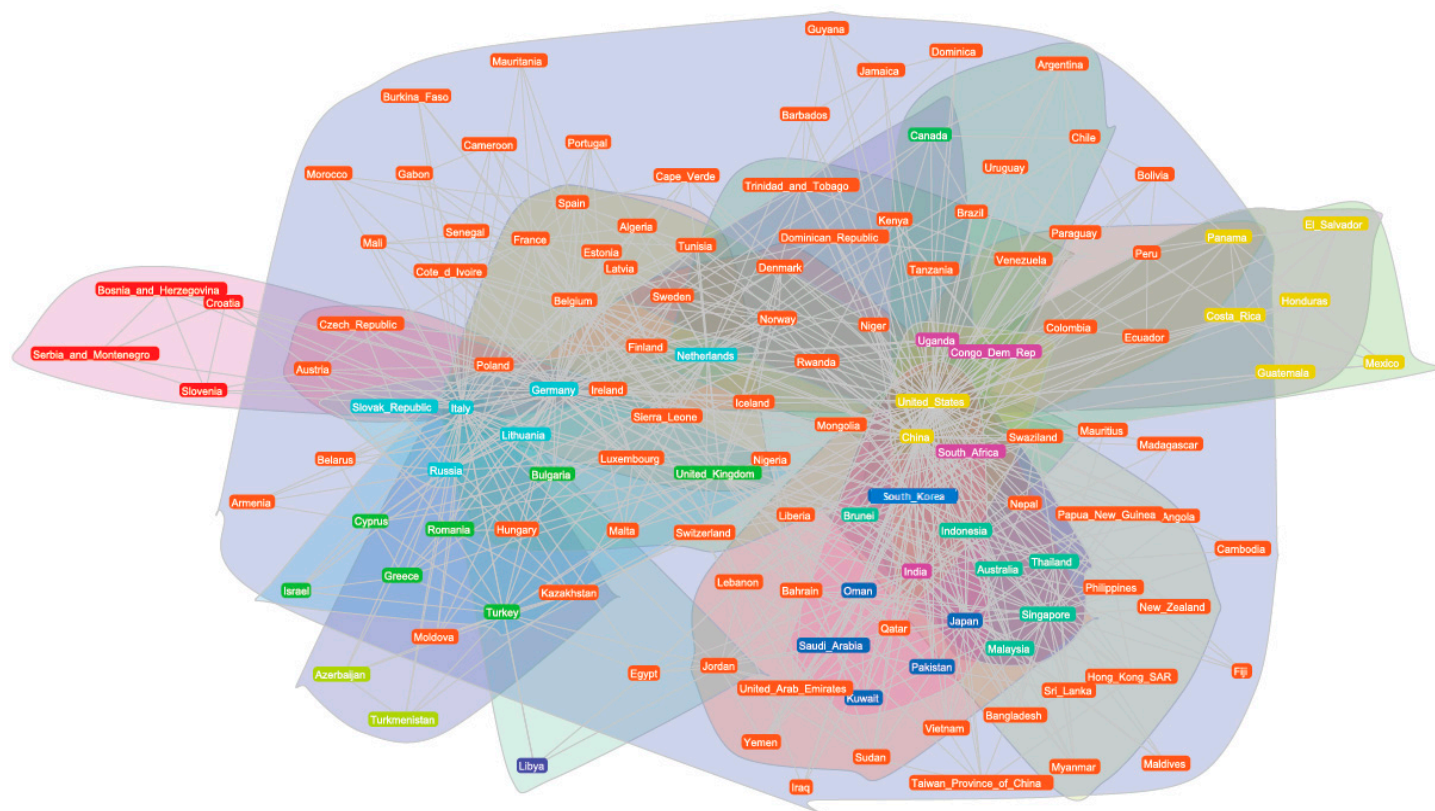 Guyana
Dominica
Mauritania
Jamaica
Argentina
Burkina_Faso
Barbados
Canada
Chile
Cameroon
Portugal
Morocco
Gabon
Cape_Verde
Trinidad_and_Tobago
Uruguay
Bolivia
Spain
Kenya
Brazil
Algeria
El_Salvador
Mali
Senegal
France
Estonia
Tunisia
Dominican_Republic
Paraguay
Panama
Cote_d_Ivoire
Latvia
Denmark
Tanzania
Venezuela
Peru
Bosnia_and_Herzegovina
Croatia
Belgium
Sweden
Honduras
Czech_Republic
Norway
Niger
Colombia
Costa_Rica
Ecuador
Serbia_and_Montenegro
Finland
Netherlands
Uganda
Congo_Dem_Rep
Austria
Poland
Rwanda
Mexico
Guatemala
Slovenia
Germany
Ireland
Slovak_Republic
Italy
Iceland
United_States
Sierra_Leone
Mongolia
Lithuania
China
Swaziland
Mauritius
Madagascar
Belarus
Russia
Luxembourg
Nigeria
South_Africa
Bulgaria
United_Kingdom
Armenia
South_Korea
Nepal
Cyprus
Romania
Hungary
Malta
Switzerland
Liberia
Brunei
Indonesia
Papua_New_Guinea
Angola
Cambodia
Greece
Israel
Kazakhstan
Lebanon
Bahrain
Oman
India
Australia
Thailand
Philippines
New_Zealand
Turkey
Moldova
Qatar
Japan
Singapore
Saudi_Arabia
Malaysia
Azerbaijan
Egypt
Jordan
Pakistan
Hong_Kong_SAR
Fiji
United_Arab_Emirates
Kuwait
Sri_Lanka
Turkmenistan
Bangladesh
Vietnam
Yemen
Sudan
Libya
Myanmar
Maldives
Iraq
Taiwan_Province_of_China